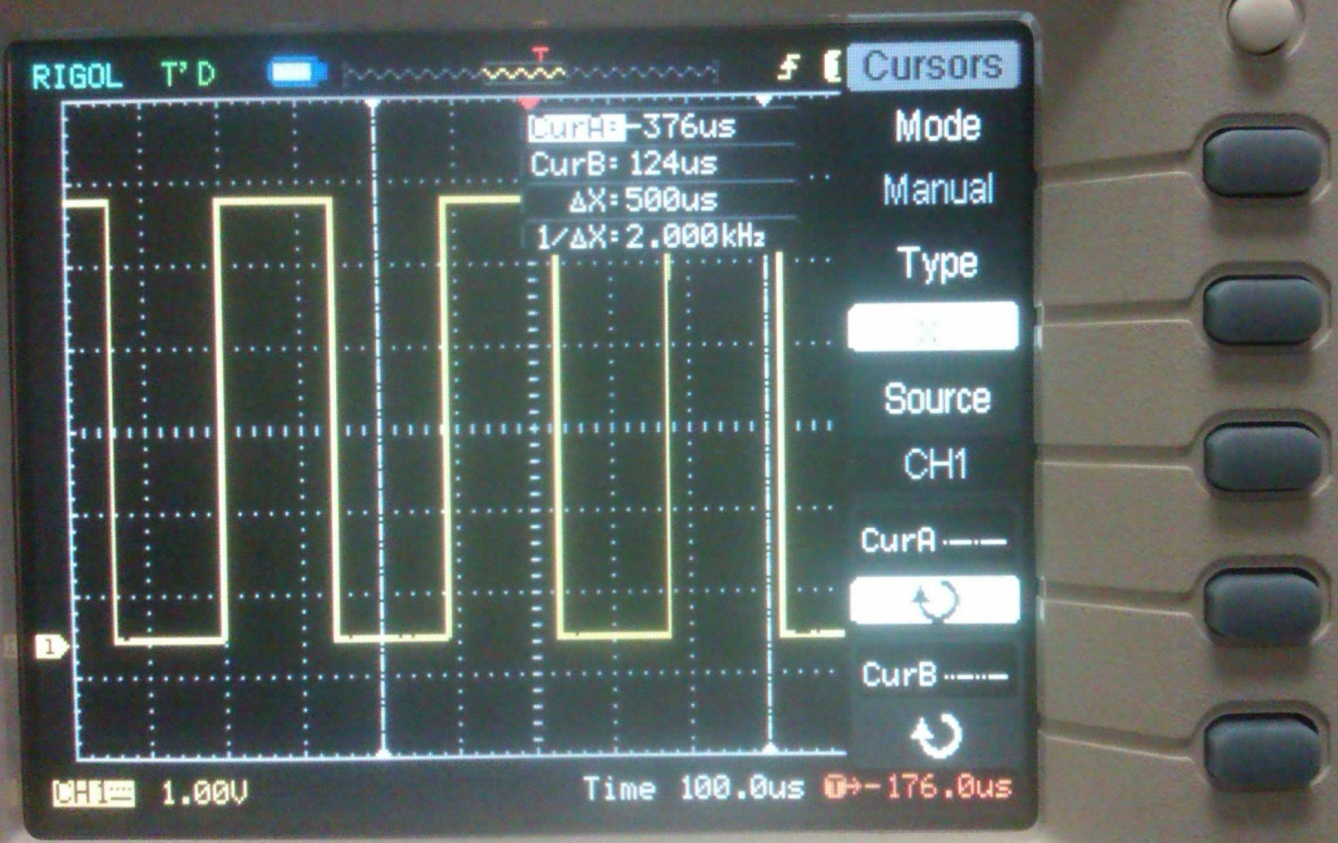 RIGOL T'D T Cursors
CurA:-376us
CurB: 124us
ΔX: 500us
1/ΔX: 2.000kHz
Mode
Manual
Type
X
Source
CH1
CurA
CurB
1
CH1 1.00V Time 100.0us T→-176.0us